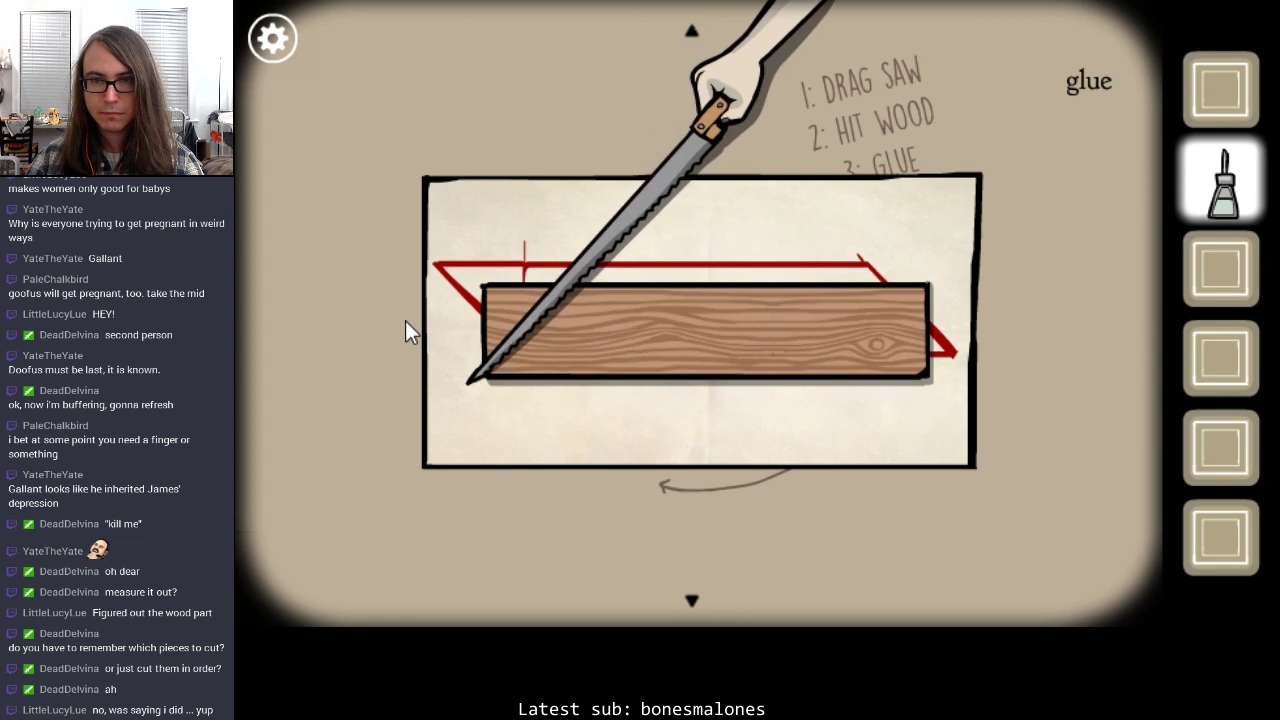 makes women only good for babys
YateTheYate
Why is everyone trying to get pregnant in weird
ways
YateTheYate Gallant
PaleChalkbird
goofus will get pregnant, too. take the mid
LittleLucyLue HEY!
DeadDelvina second person
YateTheYate
Doofus must be last, it is known.
DeadDelvina
ok, now i'm buffering, gonna refresh
PaleChalkbird
i bet at some point you need a finger or
something
YateTheYate
Gallant looks like he inherited James'
depression
DeadDelvina "kill me"
YateTheYate
DeadDelvina oh dear
DeadDelvina measure it out?
LittleLucyLue Figured out the wood part
DeadDelvina
do you have to remember which pieces to cut?
DeadDelvina or just cut them in order?
DeadDelvina ah
LittleLucyLue no, was saying i did ... yup
1: DRAG SAW
2: HIT WOOD
3: GLUE
glue
Latest sub: bonesmalones